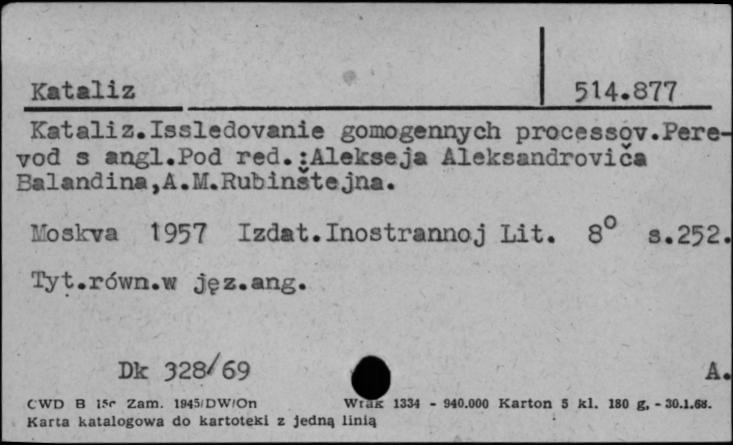 Kataliz 514.877
Kataliz.Issledovanie gomogennych processov.Pere-
vod s angl.Pod red.:Alekseja Aleksandroviča
Balandina,A.M.Rubinštejna.
Moskva 1957 Izdat.Inostrannoj Lit. 8° s.252.
Tyt.równ.w jęz.ang.
Dk 328/69 A.
CWD B Zam. 1945/DW/On 1334 - 940.000 Karton 5 kl. 180 g. - 30.1.68.
Karta katalogowa do kartoteki z jedną linią